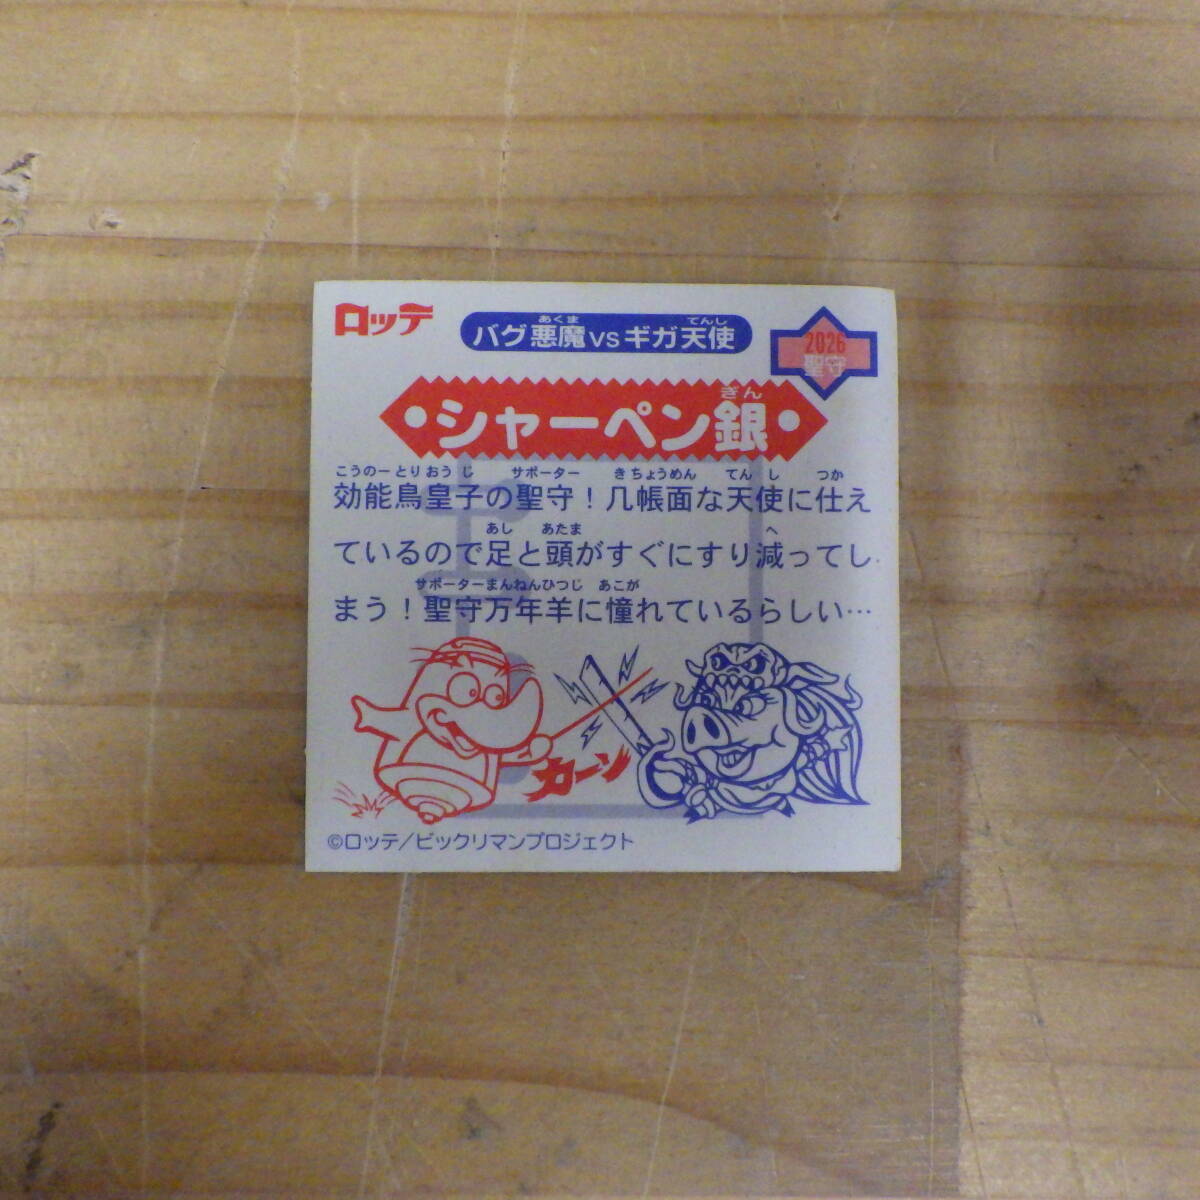 ロッテ
バグ悪魔vsギガ天使
あくま
てんし
2026
聖守
ぎん
シャーペン銀
こうのーとりおうじ サポーター きちょうめん てんし つか
効能鳥皇子の聖守！几帳面な天使に仕え
あし あたま へ
ているので足と頭がすぐにすり減ってし
サポーターまんねんひつじ あこが
まう！聖守万年羊に憧れているらしい…
カーン
©ロッテ／ビックリマンプロジェクト